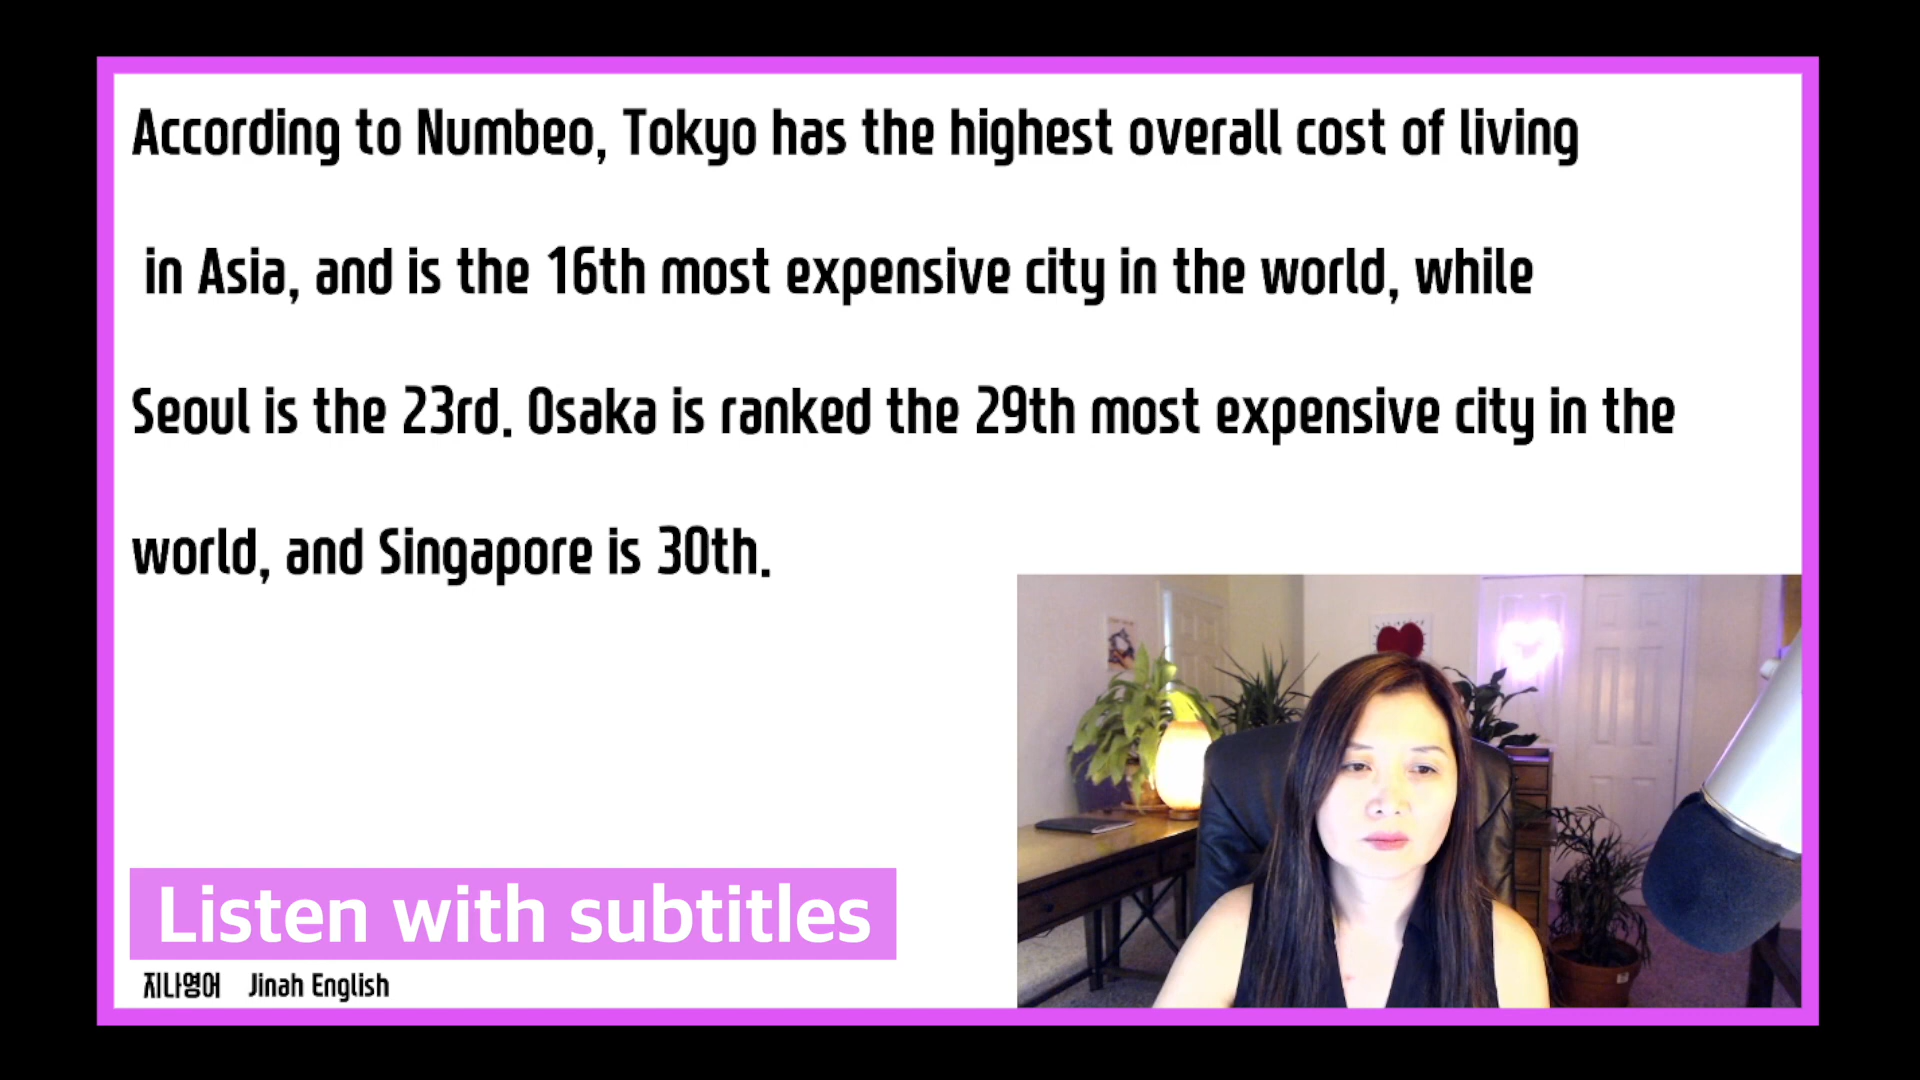 According to Numbeo, Tokyo has the highest overall cost of living
in Asia, and is the 16th most expensive city in the world, while
Seoul is the 23rd. Osaka is ranked the 29th most expensive city in the
world, and Singapore is 30th.
Listen with subtitles
지나영어 Jinah English